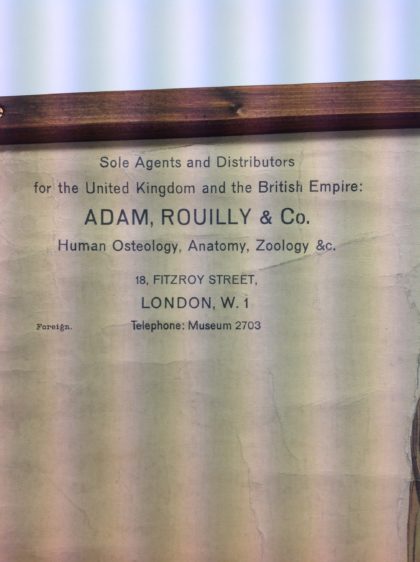 Sole Agents and Distributors
for the United Kingdom and the British Empire:
ADAM, ROUILLY & Co.
Human Osteology, Anatomy, Zoology &c.
18, FITZROY STREET,
LONDON, W. 1
Foreign. Telephone: Museum 2703